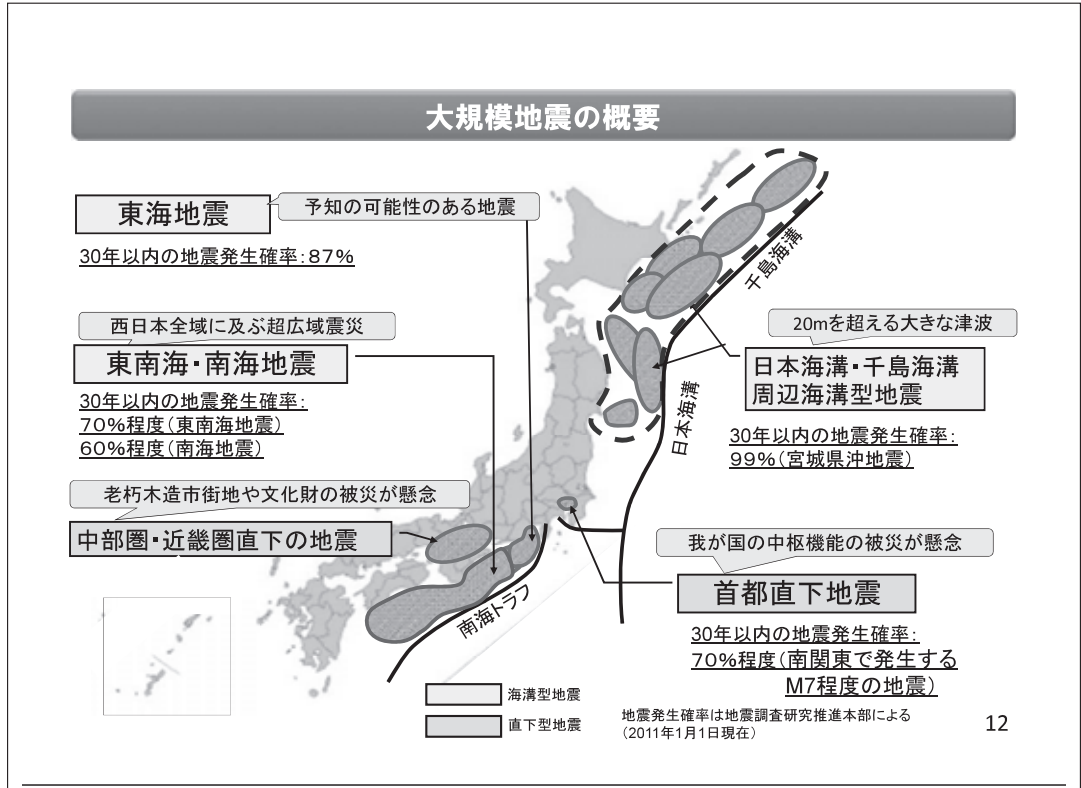 大規模地震の概要
東海地震
予知の可能性のある地震
30年以内の地震発生確率:87%
西日本全域に及ぶ超広域震災
東南海・南海地震
30年以内の地震発生確率:
70%程度(東南海地震)
60%程度(南海地震)
老朽木造市街地や文化財の被災が懸念
中部圏・近畿圏直下の地震
千島海溝
20mを超える大きな津波
日本海溝・千島海溝
周辺海溝型地震
日本海溝
30年以内の地震発生確率:
99%(宮城県沖地震)
我が国の中枢機能の被災が懸念
首都直下地震
30年以内の地震発生確率:
70%程度(南関東で発生する
M7程度の地震)
南海トラフ
海溝型地震
直下型地震
地震発生確率は地震調査研究推進本部による
(2011年1月1日現在)
12